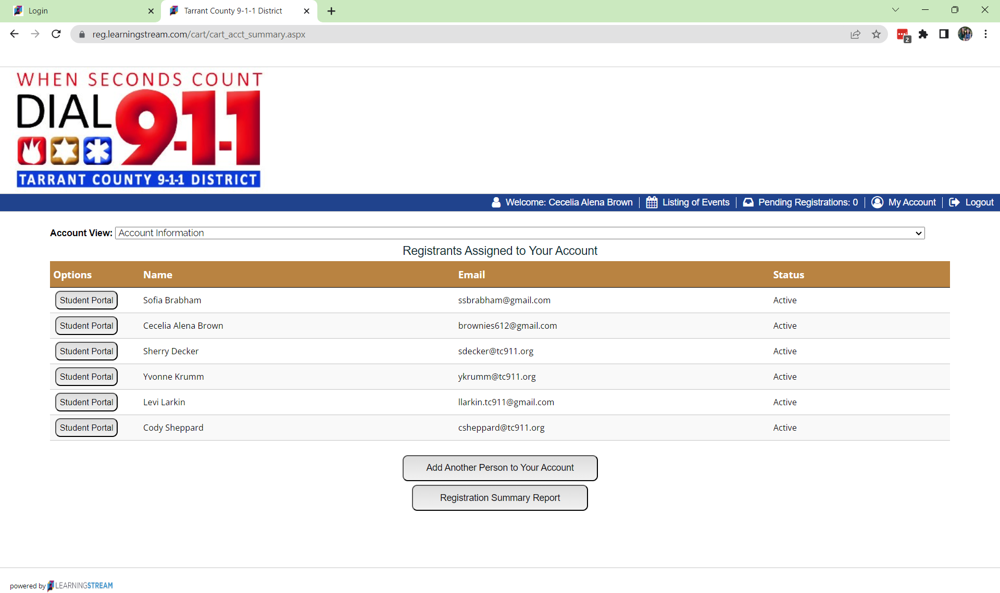 Login
Tarrant County 9-1-1 District
reg.learningstream.com/cart/cart_acct_summary.aspx
2
WHEN SECONDS COUNT
DIAL 9-1-1
TARRANT COUNTY 9-1-1 DISTRICT
Welcome: Cecelia Alena Brown | Listing of Events | Pending Registrations: 0 | My Account | Logout
Account View: Account Information
Registrants Assigned to Your Account
Options Name Email Status
Student Portal Sofia Brabham ssbrabham@gmail.com Active
Student Portal Cecelia Alena Brown brownies612@gmail.com Active
Student Portal Sherry Decker sdecker@tc911.org Active
Student Portal Yvonne Krumm ykrumm@tc911.org Active
Student Portal Levi Larkin llarkin.tc911@gmail.com Active
Student Portal Cody Sheppard csheppard@tc911.org Active
Add Another Person to Your Account
Registration Summary Report
powered by LEARNINGSTREAM